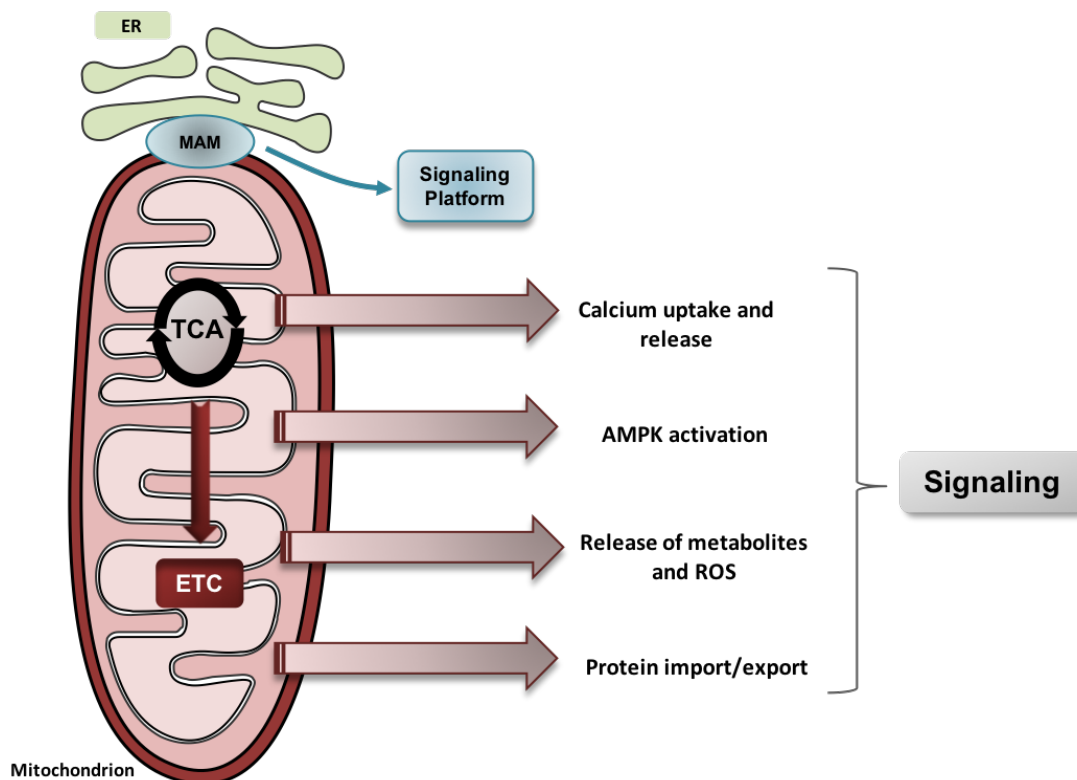 ER
MAM
Signaling
Platform
TCA
Calcium uptake and
release
AMPK activation
Signaling
Release of metabolites
and ROS
ETC
Protein import/export
Mitochondrion